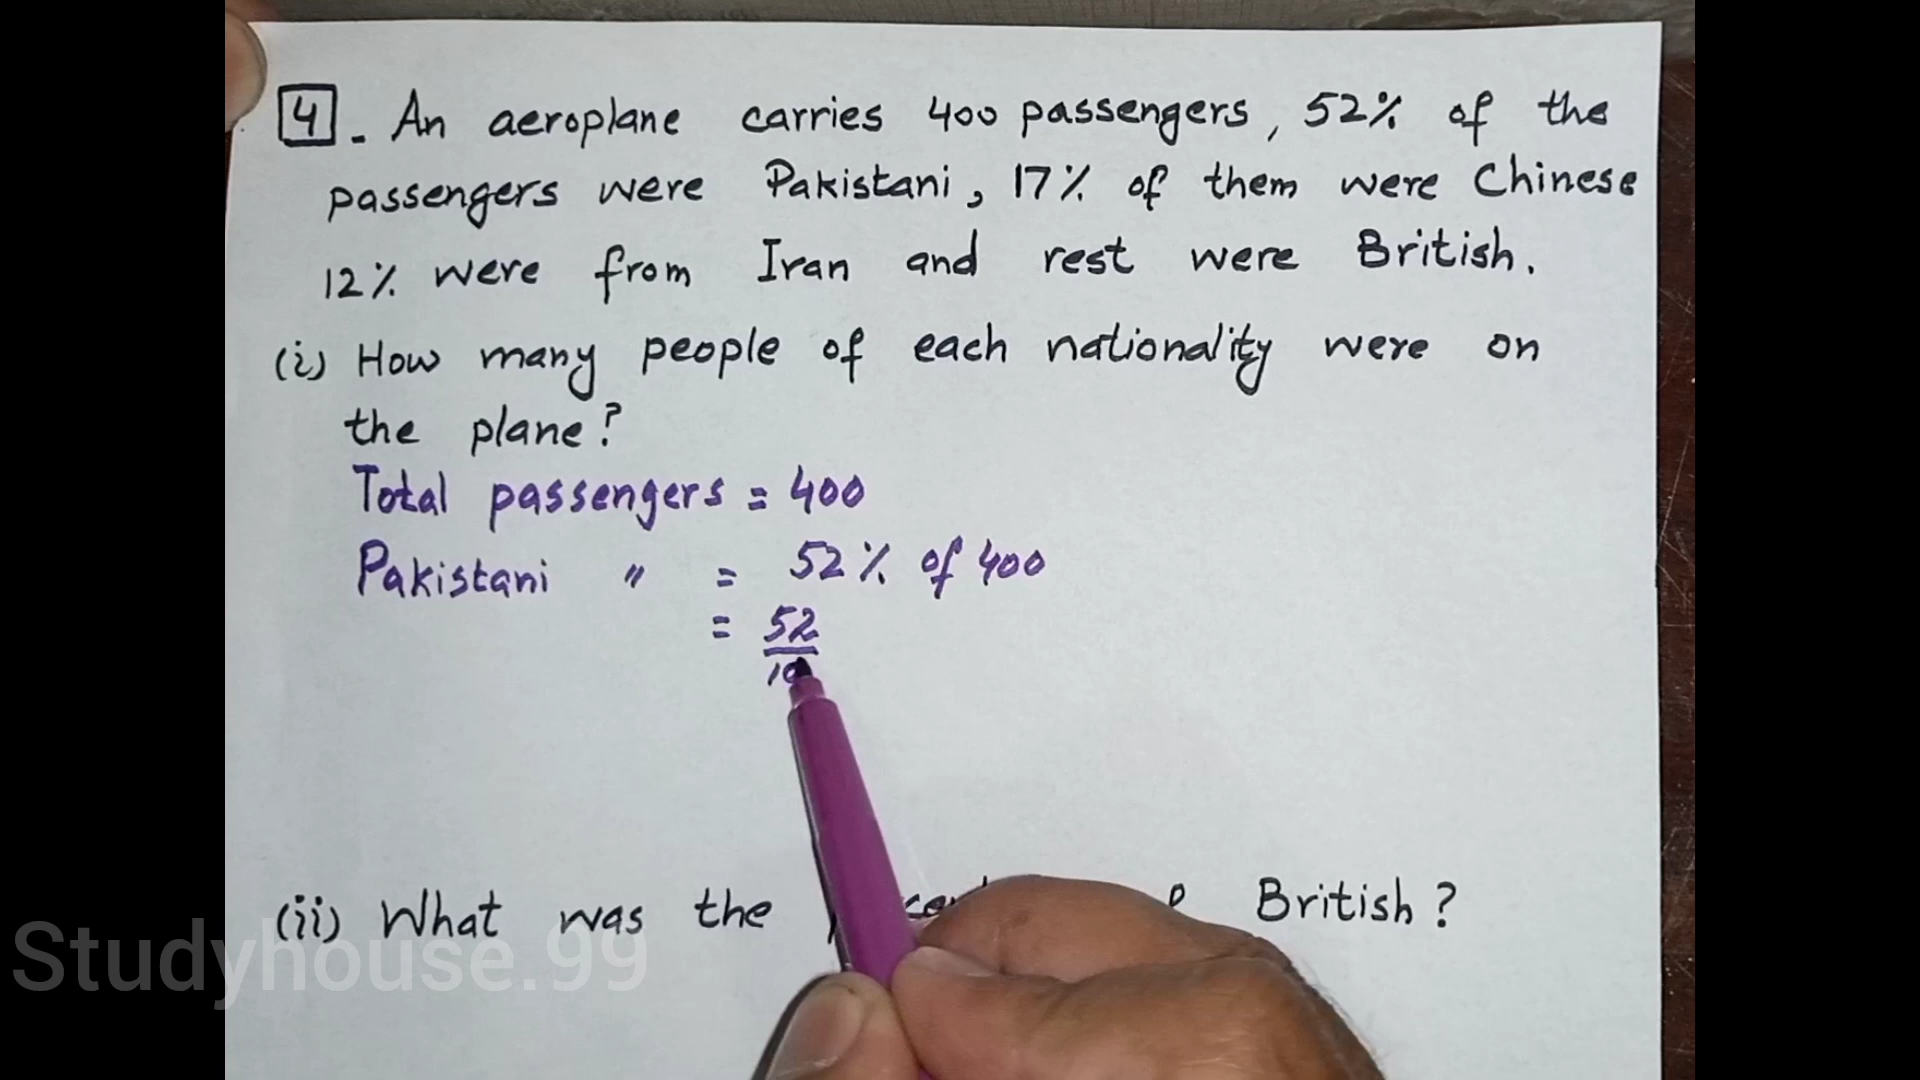 4. An aeroplane carries 400 passengers, 52% of the
passengers were Pakistani, 17% of them were Chinese
12% were from Iran and rest were British.
(i) How many people of each nationality were on
the plane?
Total passengers = 400
Pakistani " = 52% of 400
= 52
10
(ii) What was the British?
Studyhouse.99